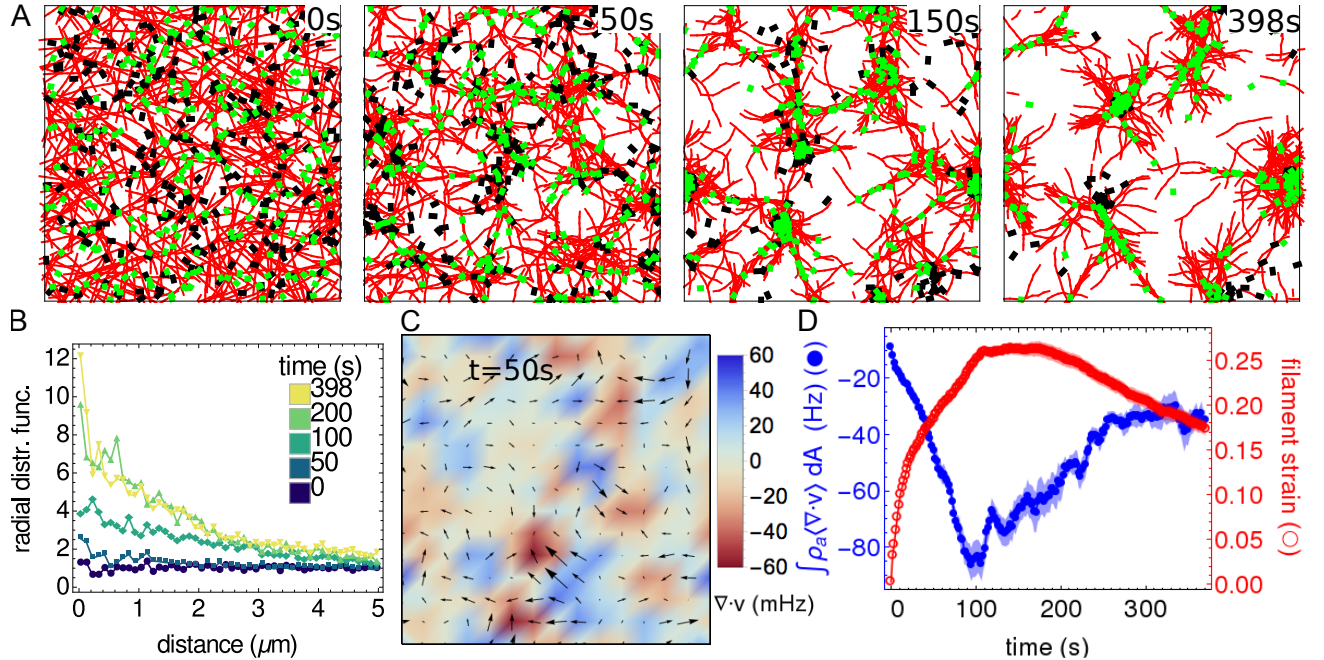 A
0s
50s
150s
398s
B
radial distr. func.
12
10
8
6
4
2
0
time (s)
398
200
100
50
0
0 1 2 3 4 5
distance (µm)
C
t=50s
60
40
20
0
−20
−40
−60
∇·v (mHz)
D
∫ρₐ⟨∇·v⟩ dA (Hz) (●)
−20
−40
−60
−80
0 100 200 300
time (s)
0.25
0.20
0.15
0.10
0.05
0.00
filament strain (○)